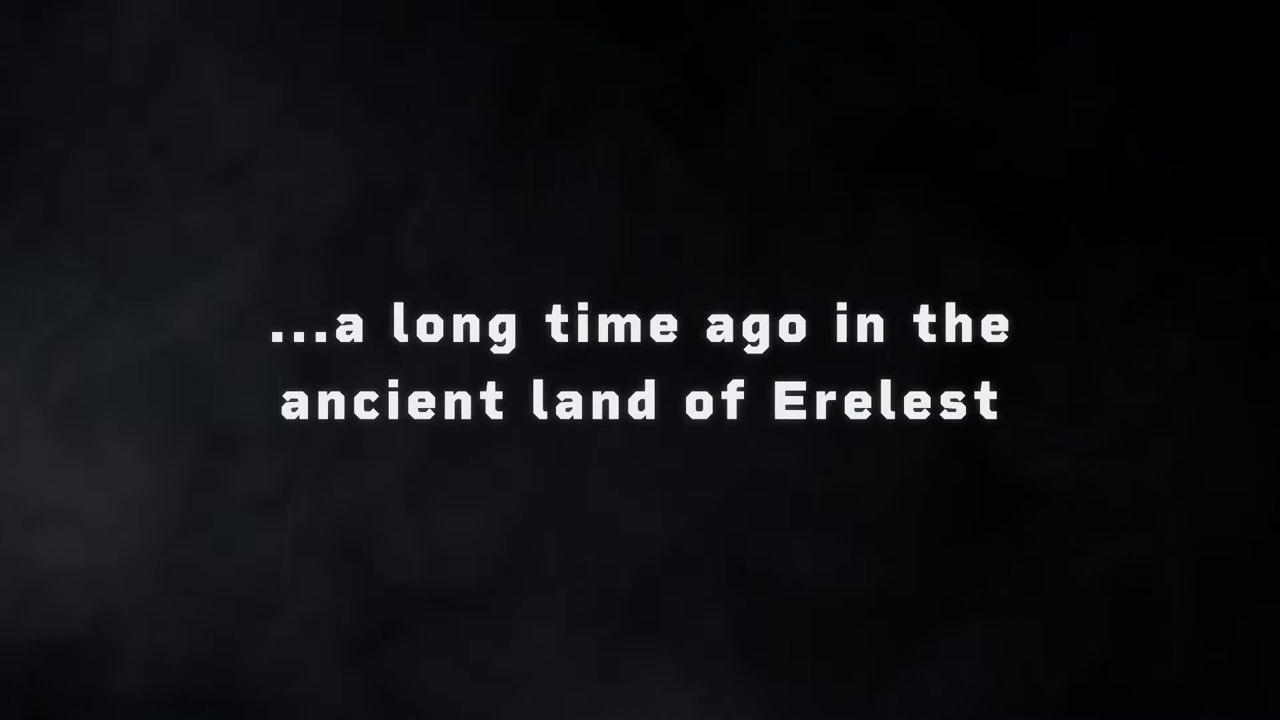 ...a long time ago in the
ancient land of Erelest